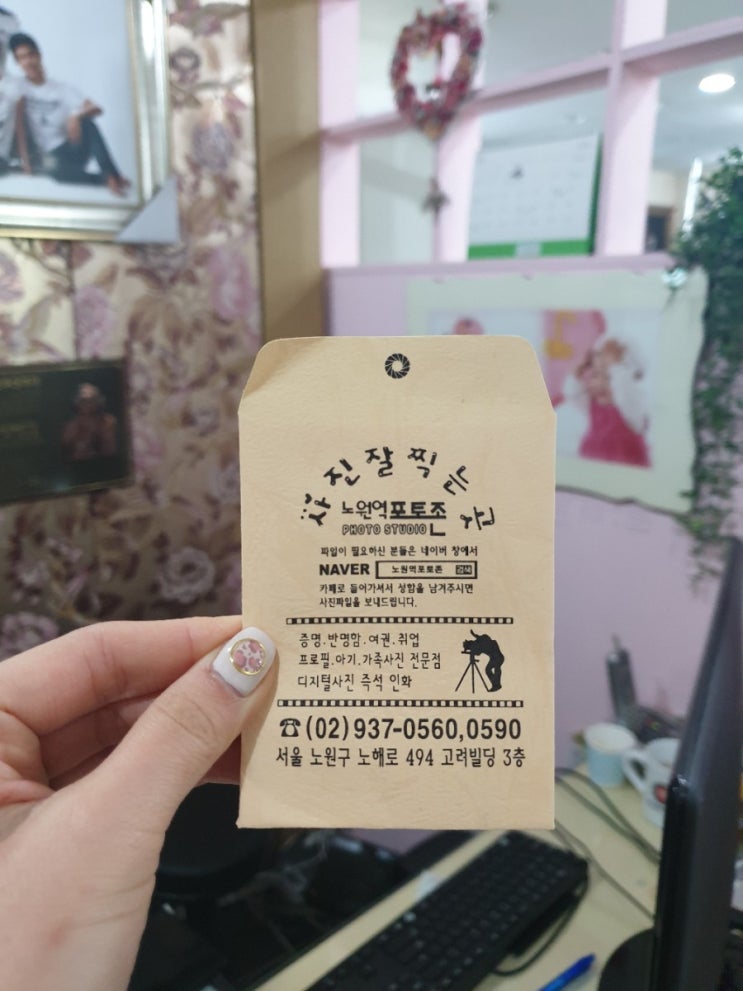 사진잘찍는곳
노원역포토존
PHOTO STUDIO
파일이 필요하신 분들은 네이버 창에서
NAVER 노원역포토존 검색
카페로 들어가셔서 성함을 남겨주시면
사진파일을 보내드립니다.
증명.반명함.여권.취업
프로필.아기.가족사진 전문점
디지털사진 즉석 인화
☎(02)937-0560,0590
서울 노원구 노해로 494 고려빌딩 3층